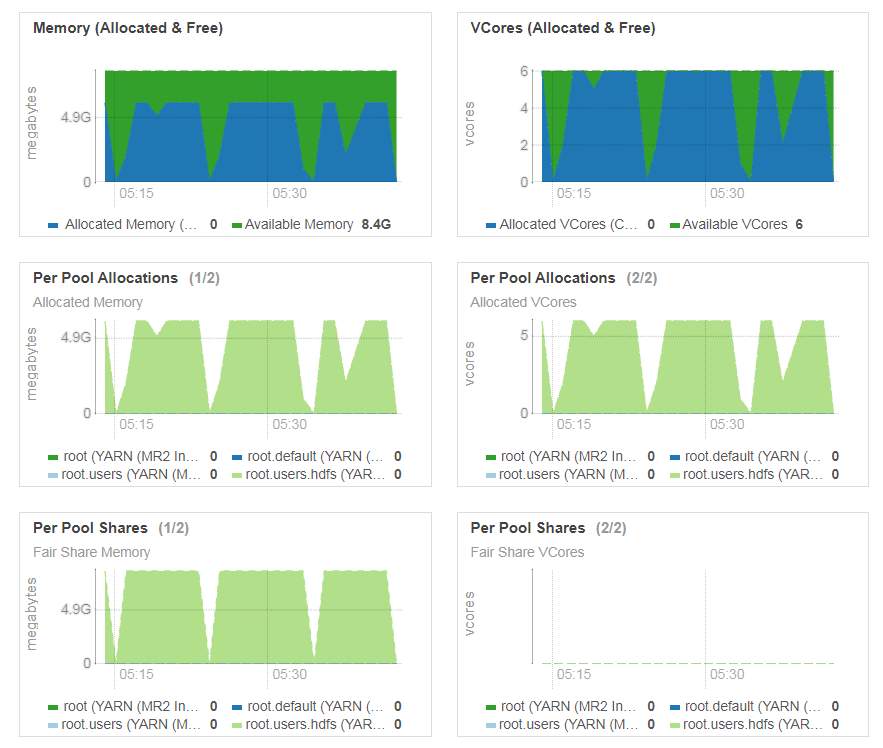 Memory (Allocated & Free)
megabytes
4.9G
0
05:15
05:30
Allocated Memory (... 0 Available Memory 8.4G
VCores (Allocated & Free)
vcores
6
4
2
0
05:15
05:30
Allocated VCores (C... 0 Available VCores 6
Per Pool Allocations (1/2)
Allocated Memory
megabytes
4.9G
0
05:15
05:30
root (YARN (MR2 In... 0 root.default (YARN (... 0
root.users (YARN (M... 0 root.users.hdfs (YAR... 0
Per Pool Allocations (2/2)
Allocated VCores
vcores
5
0
05:15
05:30
root (YARN (MR2 In... 0 root.default (YARN (... 0
root.users (YARN (M... 0 root.users.hdfs (YAR... 0
Per Pool Shares (1/2)
Fair Share Memory
megabytes
4.9G
0
05:15
05:30
root (YARN (MR2 In... 0 root.default (YARN (... 0
root.users (YARN (M... 0 root.users.hdfs (YAR... 0
Per Pool Shares (2/2)
Fair Share VCores
vcores
0
05:15
05:30
root (YARN (MR2 In... 0 root.default (YARN (... 0
root.users (YARN (M... 0 root.users.hdfs (YAR... 0